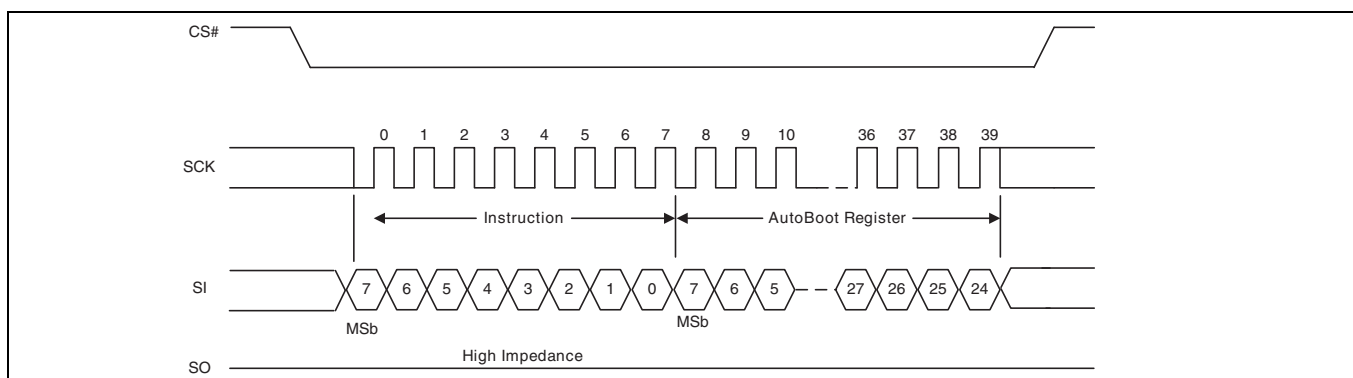 CS#
0 1 2 3 4 5 6 7 8 9 10 36 37 38 39
SCK
Instruction AutoBoot Register
SI 7 6 5 4 3 2 1 0 7 6 5 27 26 25 24
MSb MSb
High Impedance
SO